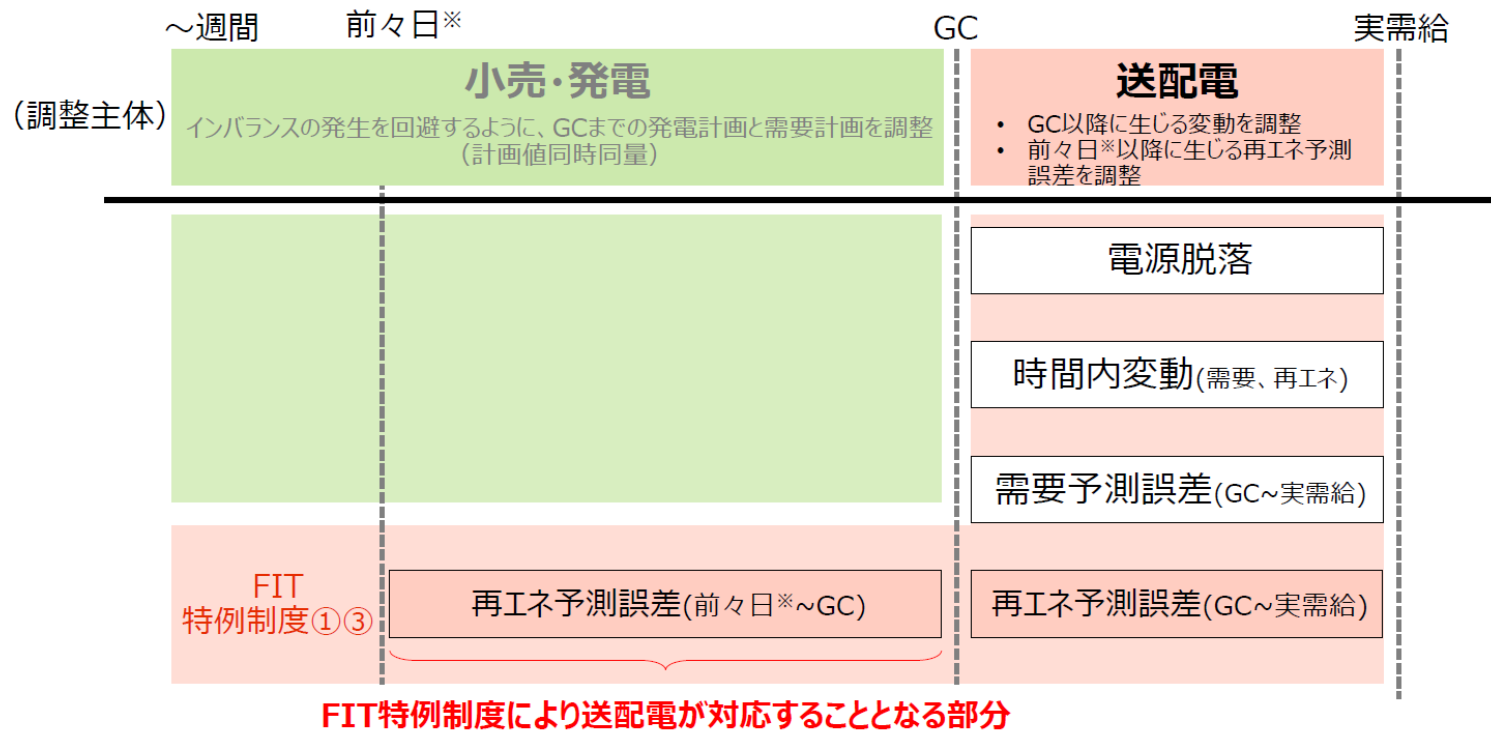 ～週間
前々日※
GC
実需給
(調整主体)
小売・発電
インバランスの発生を回避するように、GCまでの発電計画と需要計画を調整
(計画値同時同量)
送配電
• GC以降に生じる変動を調整
• 前々日※以降に生じる再エネ予測
誤差を調整
電源脱落
時間内変動(需要、再エネ)
需要予測誤差(GC~実需給)
FIT
特例制度①③
再エネ予測誤差(前々日※~GC)
再エネ予測誤差(GC~実需給)
FIT特例制度により送配電が対応することとなる部分